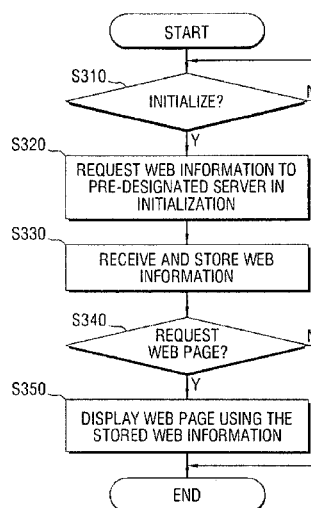 START
S310
INITIALIZE?
N
Y
S320
REQUEST WEB INFORMATION TO
PRE-DESIGNATED SERVER IN
INITIALIZATION
S330
RECEIVE AND STORE WEB
INFORMATION
S340
REQUEST
WEB PAGE?
N
Y
S350
DISPLAY WEB PAGE USING THE
STORED WEB INFORMATION
END